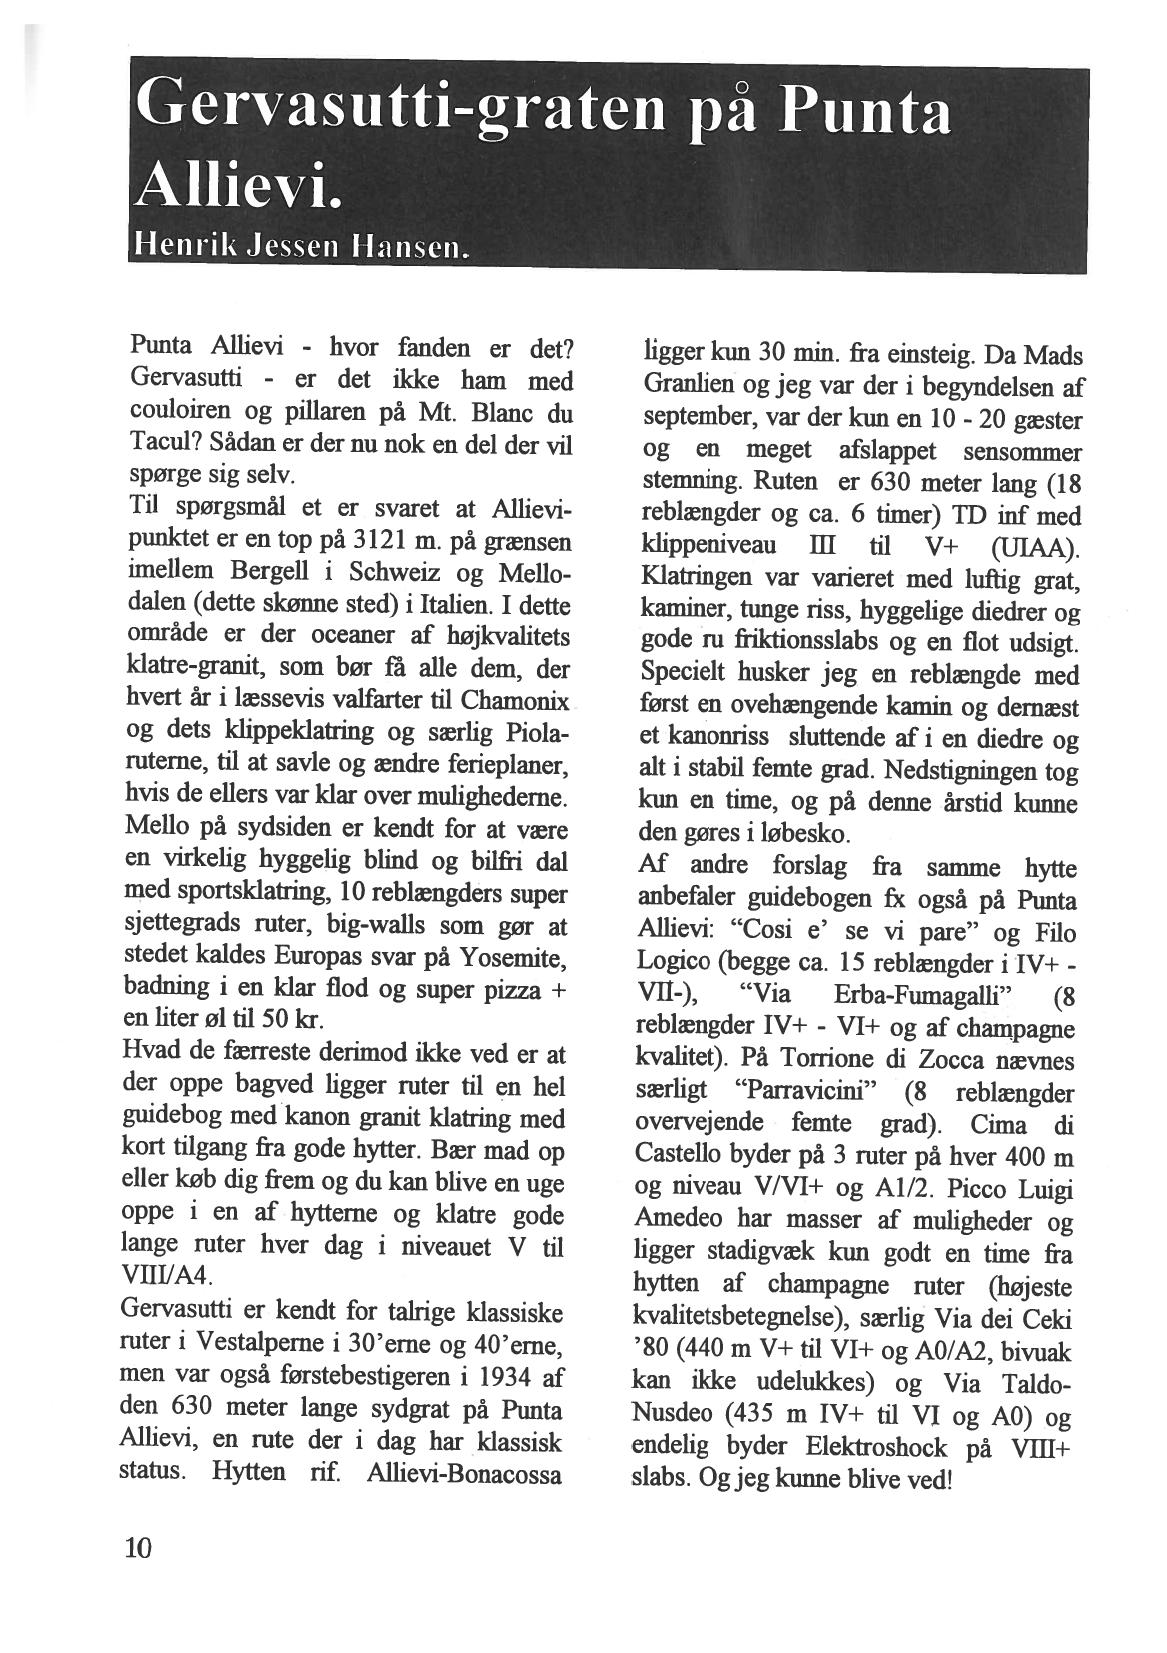 Gervasutti-graten på Punta
Allievi.
Henrik Jessen Hansen.
Punta Allievi - hvor fanden er det?
Gervasutti - er det ikke ham med
couloiren og pillaren på Mt. Blanc du
Tacul? Sådan er der nu nok en del der vil
spørge sig selv.
Til spørgsmål et er svaret at Allievi-
punktet er en top på 3121 m. på grænsen
imellem Bergell i Schweiz og Mello-
dalen (dette skønne sted) i Italien. I dette
område er der oceaner af højkvalitets
klatre-granit, som bør få alle dem, der
hvert år i læssevis valfarter til Chamonix
og dets klippeklatring og særlig Piola-
ruterne, til at savle og ændre ferieplaner,
hvis de ellers var klar over mulighederne.
Mello på sydsiden er kendt for at være
en virkelig hyggelig blind og bilfri dal
med sportsklatring, 10 reblængders super
sjettegrads ruter, big-walls som gør at
stedet kaldes Europas svar på Yosemite,
badning i en klar flod og super pizza +
en liter øl til 50 kr.
Hvad de færreste derimod ikke ved er at
der oppe bagved ligger ruter til en hel
guidebog med kanon granit klatring med
kort tilgang fra gode hytter. Bær mad op
eller køb dig frem og du kan blive en uge
oppe i en af hytterne og klatre gode
lange ruter hver dag i niveauet V til
VIII/A4.
Gervasutti er kendt for talrige klassiske
ruter i Vestalperne i 30'erne og 40'erne,
men var også førstebestigeren i 1934 af
den 630 meter lange sydgrat på Punta
Allievi, en rute der i dag har klassisk
status. Hytten rif. Allievi-Bonacossa
ligger kun 30 min. fra einsteig. Da Mads
Granlien og jeg var der i begyndelsen af
september, var der kun en 10 - 20 gæster
og en meget afslappet sensommer
stemning. Ruten er 630 meter lang (18
reblængder og ca. 6 timer) TD inf med
klippeniveau III til V+ (UIAA).
Klatringen var varieret med luftig grat,
kaminer, tunge riss, hyggelige diedrer og
gode ru friktionsslabs og en flot udsigt.
Specielt husker jeg en reblængde med
først en ovehængende kamin og dernæst
et kanonriss sluttende af i en diedre og
alt i stabil femte grad. Nedstigningen tog
kun en time, og på denne årstid kunne
den gøres i løbesko.
Af andre forslag fra samme hytte
anbefaler guidebogen fx også på Punta
Allievi: "Cosi e' se vi pare" og Filo
Logico (begge ca. 15 reblængder i IV+ -
VII-), "Via Erba-Fumagalli" (8
reblængder IV+ - VI+ og af champagne
kvalitet). På Torrione di Zocca nævnes
særligt "Parravicini" (8 reblængder
overvejende femte grad). Cima di
Castello byder på 3 ruter på hver 400 m
og niveau V/VI+ og A1/2. Picco Luigi
Amedeo har masser af muligheder og
ligger stadigvæk kun godt en time fra
hytten af champagne ruter (højeste
kvalitetsbetegnelse), særlig Via dei Ceki
'80 (440 m V+ til VI+ og A0/A2, bivuak
kan ikke udelukkes) og Via Taldo-
Nusdeo (435 m IV+ til VI og A0) og
endelig byder Elektroshock på VIII+
slabs. Og jeg kunne blive ved!
10